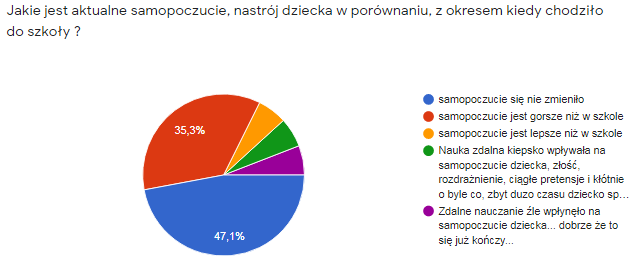 Jakie jest aktualne samopoczucie, nastrój dziecka w porównaniu, z okresem kiedy chodziło
do szkoły ?
35,3%
47,1%
samopoczucie się nie zmieniło
samopoczucie jest gorsze niż w szkole
samopoczucie jest lepsze niż w szkole
Nauka zdalna kiepsko wpływała na
samopoczucie dziecka, złość,
rozdrażnienie, ciągłe pretensje i kłótnie
o byle co, zbyt duzo czasu dziecko sp...
Zdalne nauczanie źle wpłynęło na
samopoczucie dziecka... dobrze że to
się już kończy...